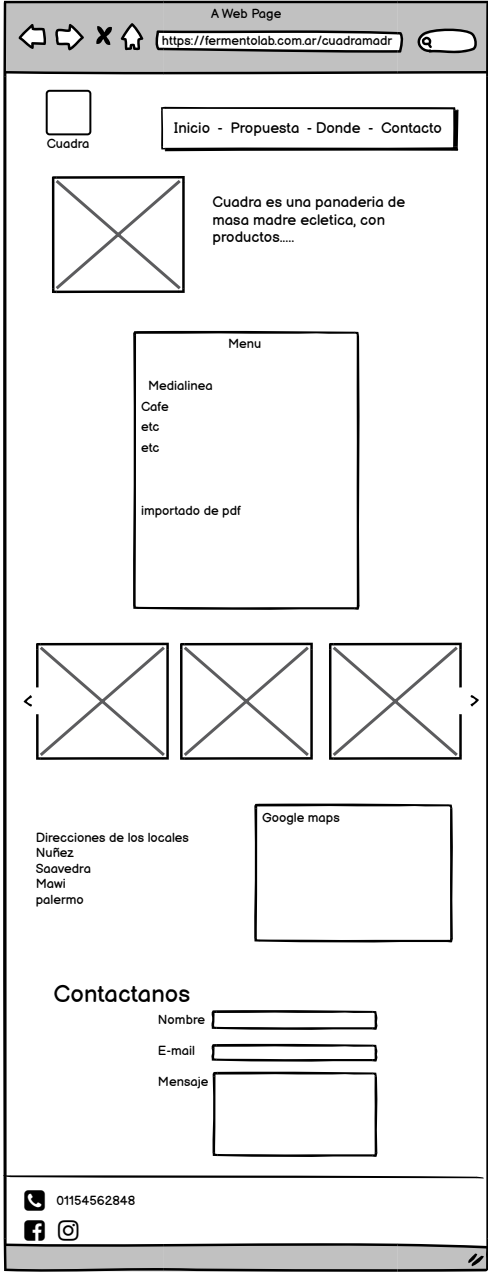 A Web Page
https://fermentolab.com.ar/cuadramadr
Cuadra
Inicio - Propuesta - Donde - Contacto
Cuadra es una panaderia de
masa madre ecletica, con
productos.....
Menu
Medialinea
Cafe
etc
etc
importado de pdf
<
>
Google maps
Direcciones de los locales
Nuñez
Saavedra
Mawi
palermo
Contactanos
Nombre
E-mail
Mensaje
01154562848